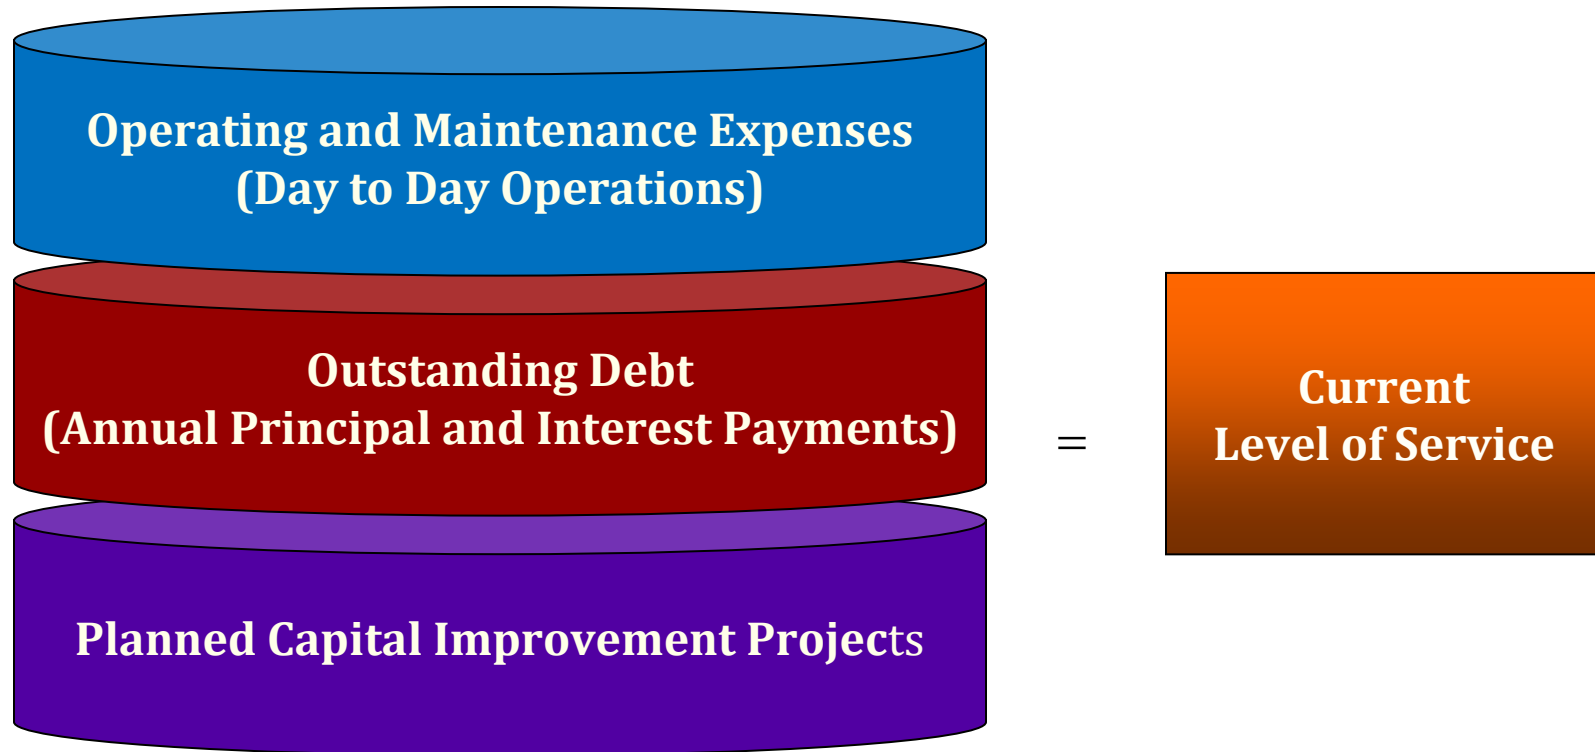 Operating and Maintenance Expenses
(Day to Day Operations)
Outstanding Debt
(Annual Principal and Interest Payments)
=
Current
Level of Service
Planned Capital Improvement Projects